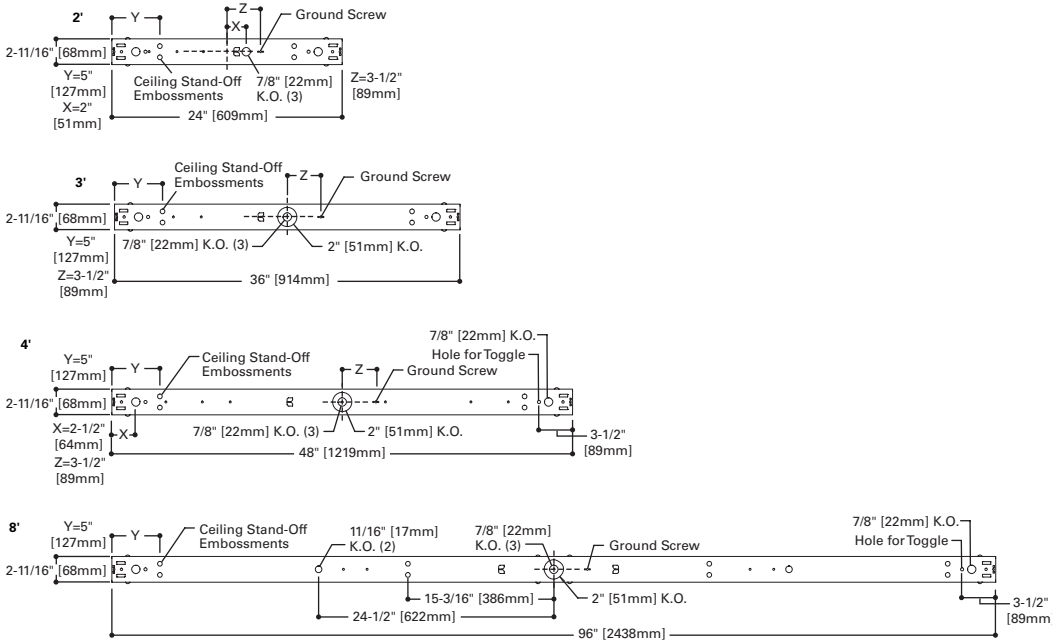 2'
Y
Z
X
Ground Screw
2-11/16" [68mm]
Y=5"
[127mm]
X=2"
[51mm]
Ceiling Stand-Off
Embossments
7/8" [22mm]
K.O. (3)
Z=3-1/2"
[89mm]
24" [609mm]
3'
Y
Ceiling Stand-Off
Embossments
Z
Ground Screw
2-11/16" [68mm]
Y=5"
[127mm]
Z=3-1/2"
[89mm]
7/8" [22mm] K.O. (3)
2" [51mm] K.O.
36" [914mm]
4'
Y=5"
[127mm]
Y
Ceiling Stand-Off
Embossments
Z
Ground Screw
7/8" [22mm] K.O.
Hole for Toggle
2-11/16" [68mm]
X=2-1/2"
[64mm]
Z=3-1/2"
[89mm]
X
7/8" [22mm] K.O. (3)
2" [51mm] K.O.
48" [1219mm]
3-1/2"
[89mm]
8'
Y=5"
[127mm]
Y
Ceiling Stand-Off
Embossments
11/16" [17mm]
K.O. (2)
7/8" [22mm]
K.O. (3)
Ground Screw
7/8" [22mm] K.O.
Hole for Toggle
2-11/16" [68mm]
15-3/16" [386mm]
2" [51mm] K.O.
24-1/2" [622mm]
3-1/2"
[89mm
96" [2438mm]